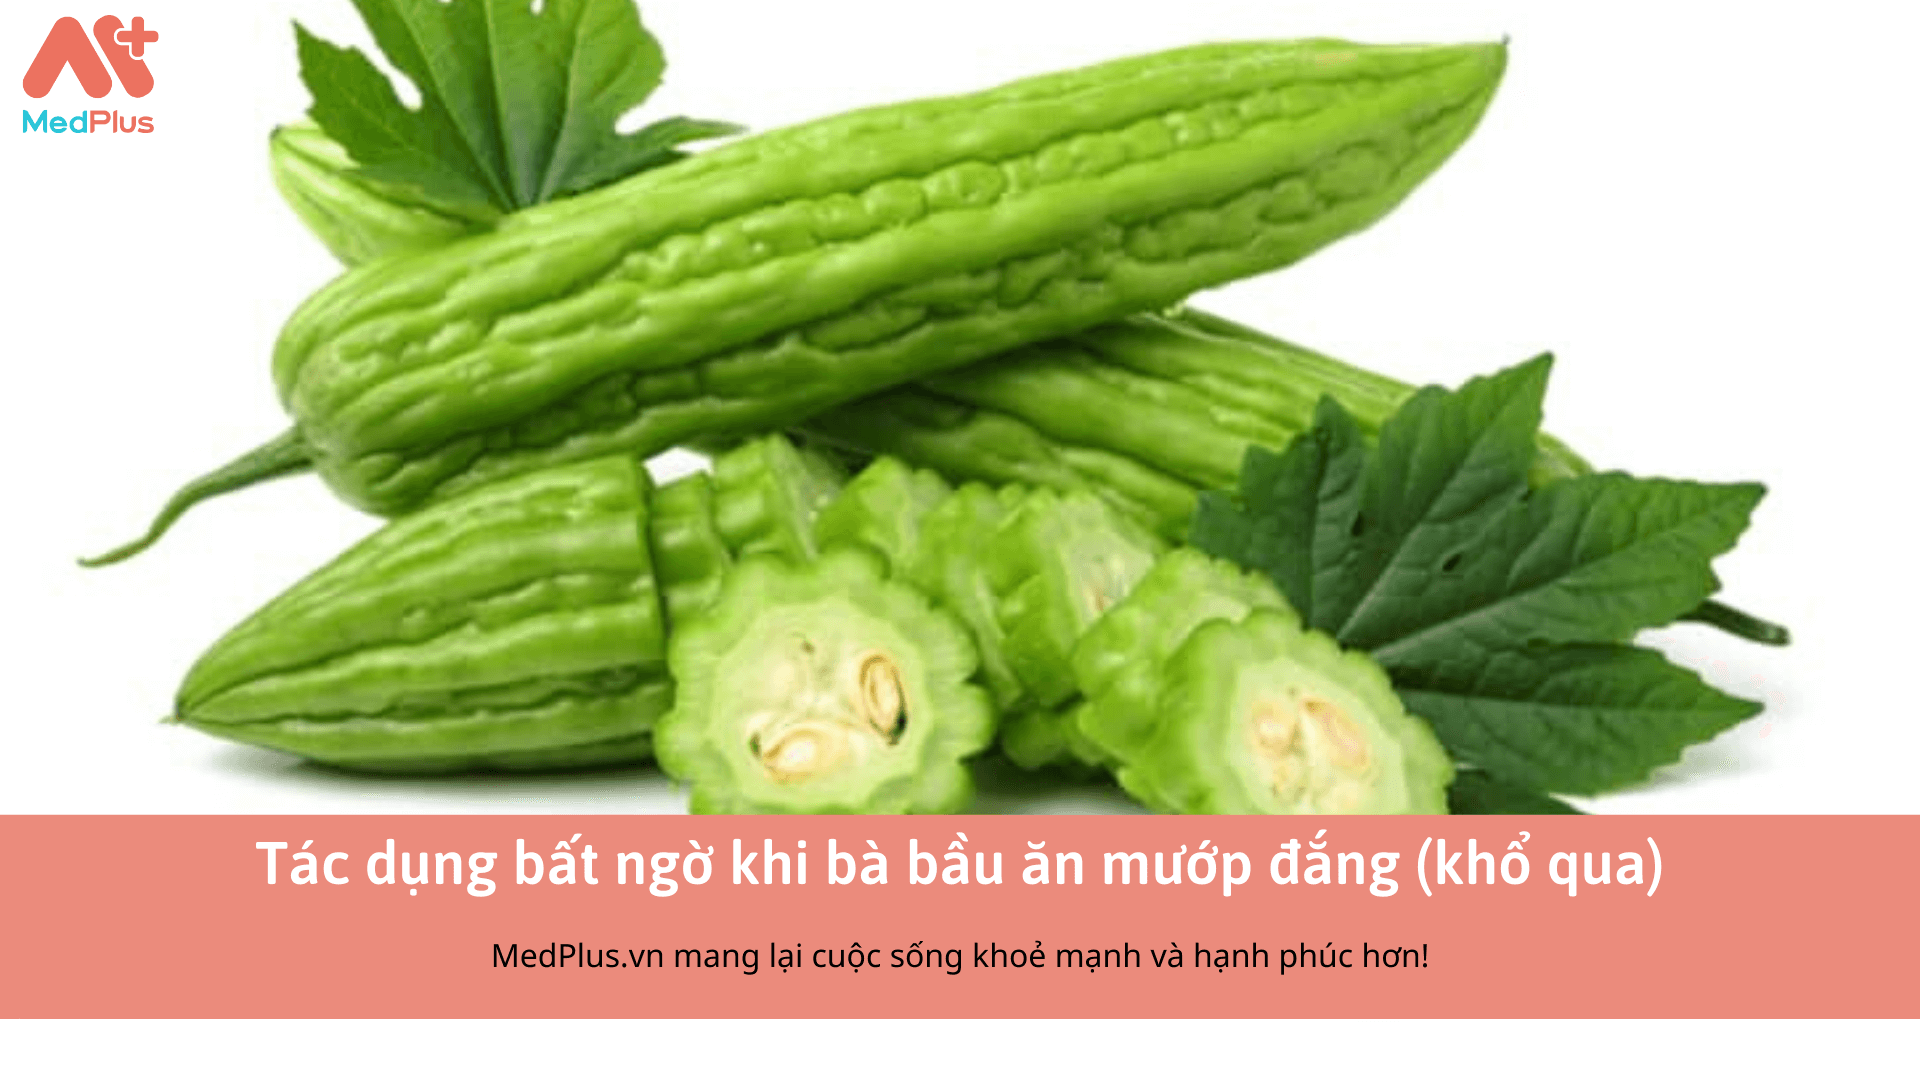 MedPlus
Tác dụng bất ngờ khi bà bầu ăn mướp đắng (khổ qua)
MedPlus.vn mang lại cuộc sống khoẻ mạnh và hạnh phúc hơn!